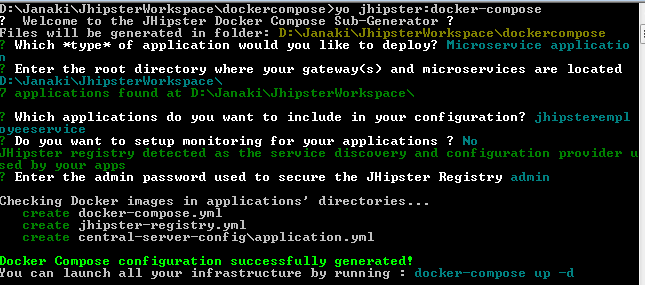 D:\Janaki\JhipsterWorkspace\dockercompose>yo jhipster:docker-compose
? Welcome to the JHipster Docker Compose Sub-Generator ?
Files will be generated in folder: D:\Janaki\JhipsterWorkspace\dockercompose
? Which *type* of application would you like to deploy? Microservice applicatio
n
? Enter the root directory where your gateway(s) and microservices are located
D:\Janaki\JhipsterWorkspace\
7 applications found at D:\Janaki\JhipsterWorkspace\
? Which applications do you want to include in your configuration? jhipsterempl
oyeeservice
? Do you want to setup monitoring for your applications ? No
JHipster registry detected as the service discovery and configuration provider u
sed by your apps
? Enter the admin password used to secure the JHipster Registry admin
Checking Docker images in applications' directories...
create docker-compose.yml
create jhipster-registry.yml
create central-server-config\application.yml
Docker Compose configuration successfully generated!
You can launch all your infrastructure by running : docker-compose up -d